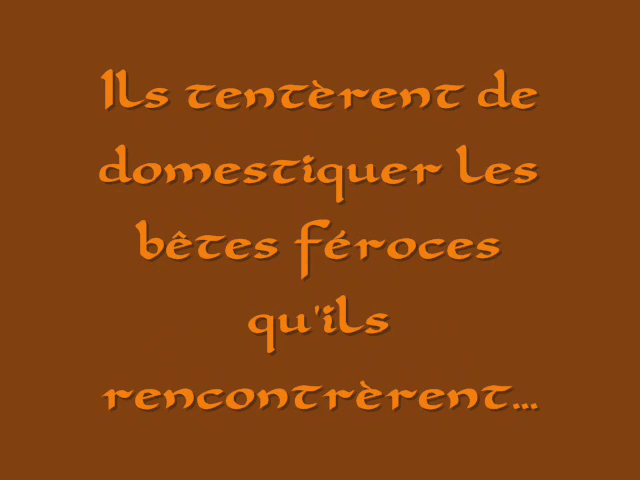 Ils tentèrent de
domestiquer les
bêtes féroces
qu'ils
rencontrèrent...